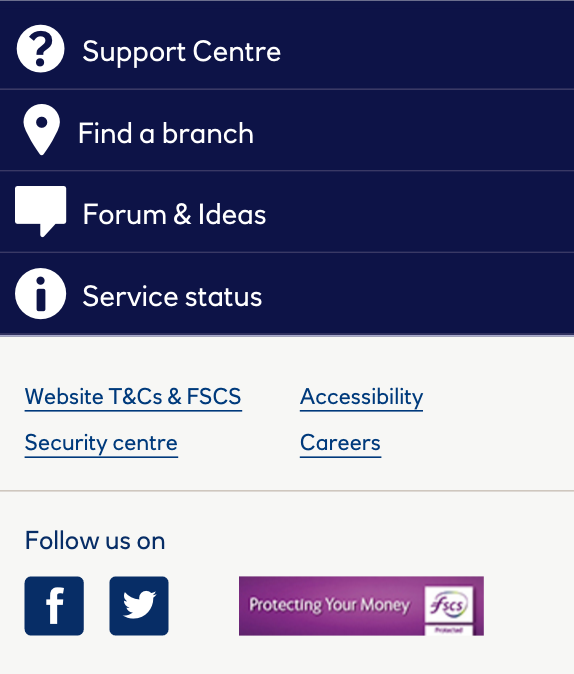 Support Centre
Find a branch
Forum & Ideas
Service status
Website T&Cs & FSCS
Accessibility
Security centre
Careers
Follow us on
Protecting Your Money
fscs
Protected